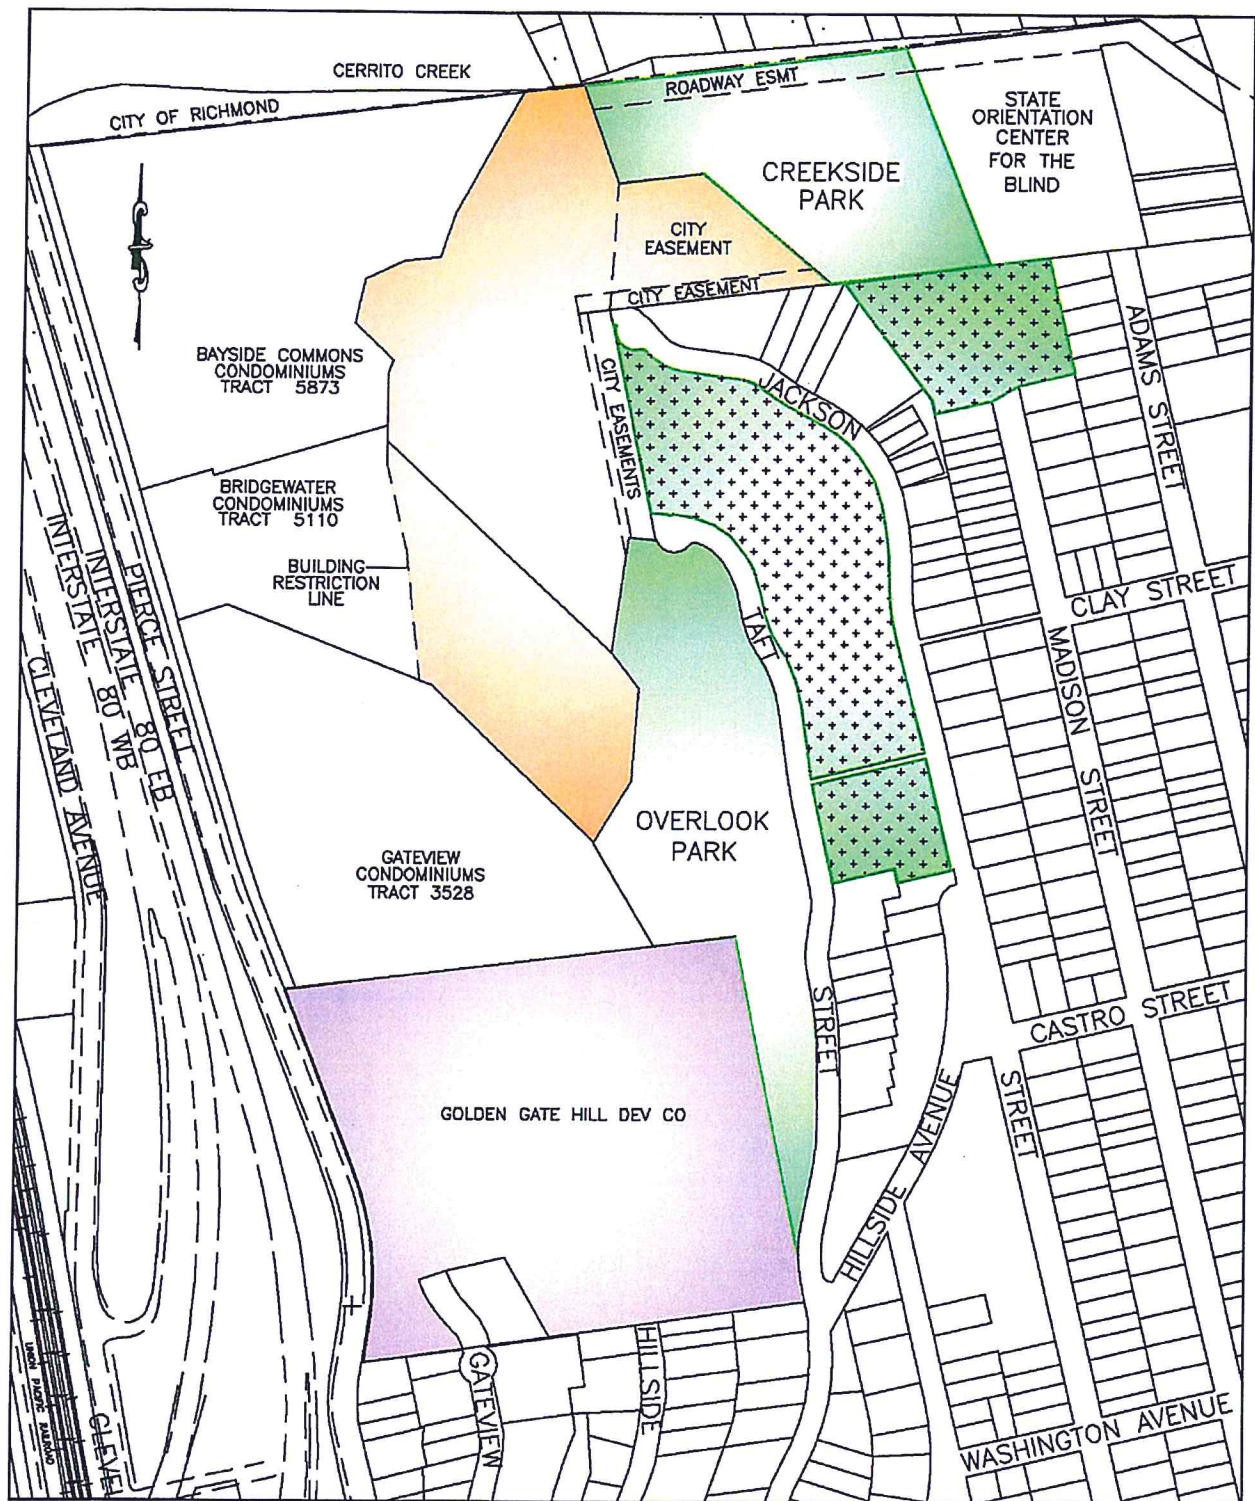 CERRITO CREEK
CITY OF RICHMOND
ROADWAY ESMT
STATE
ORIENTATION
CENTER
FOR THE
BLIND
CREEKSIDE
PARK
CITY
EASEMENT
CITY EASEMENT
CITY EASEMENTS
BAYSIDE COMMONS
CONDOMINIUMS
TRACT 5873
JACKSON
ADAMS STREET
BRIDGEWATER
CONDOMINIUMS
TRACT 5110
BUILDING
RESTRICTION
LINE
PIERCE STREET
INTERSTATE 80 EB
INTERSTATE 80 WB
CLEVELAND AVENUE
TAFT
CLAY STREET
MADISON STREET
OVERLOOK
PARK
GATEVIEW
CONDOMINIUMS
TRACT 3528
STREET
CASTRO STREET
STREET
GOLDEN GATE HILL DEV CO
HILLSIDE AVENUE
HILLSIDE
GATEVIEW
UNION PACIFIC RAILROAD
CLEVEL
WASHINGTON AVENUE